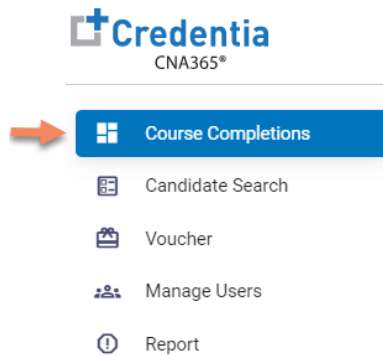 Credentia
CNA365®
Course Completions
Candidate Search
Voucher
Manage Users
Report